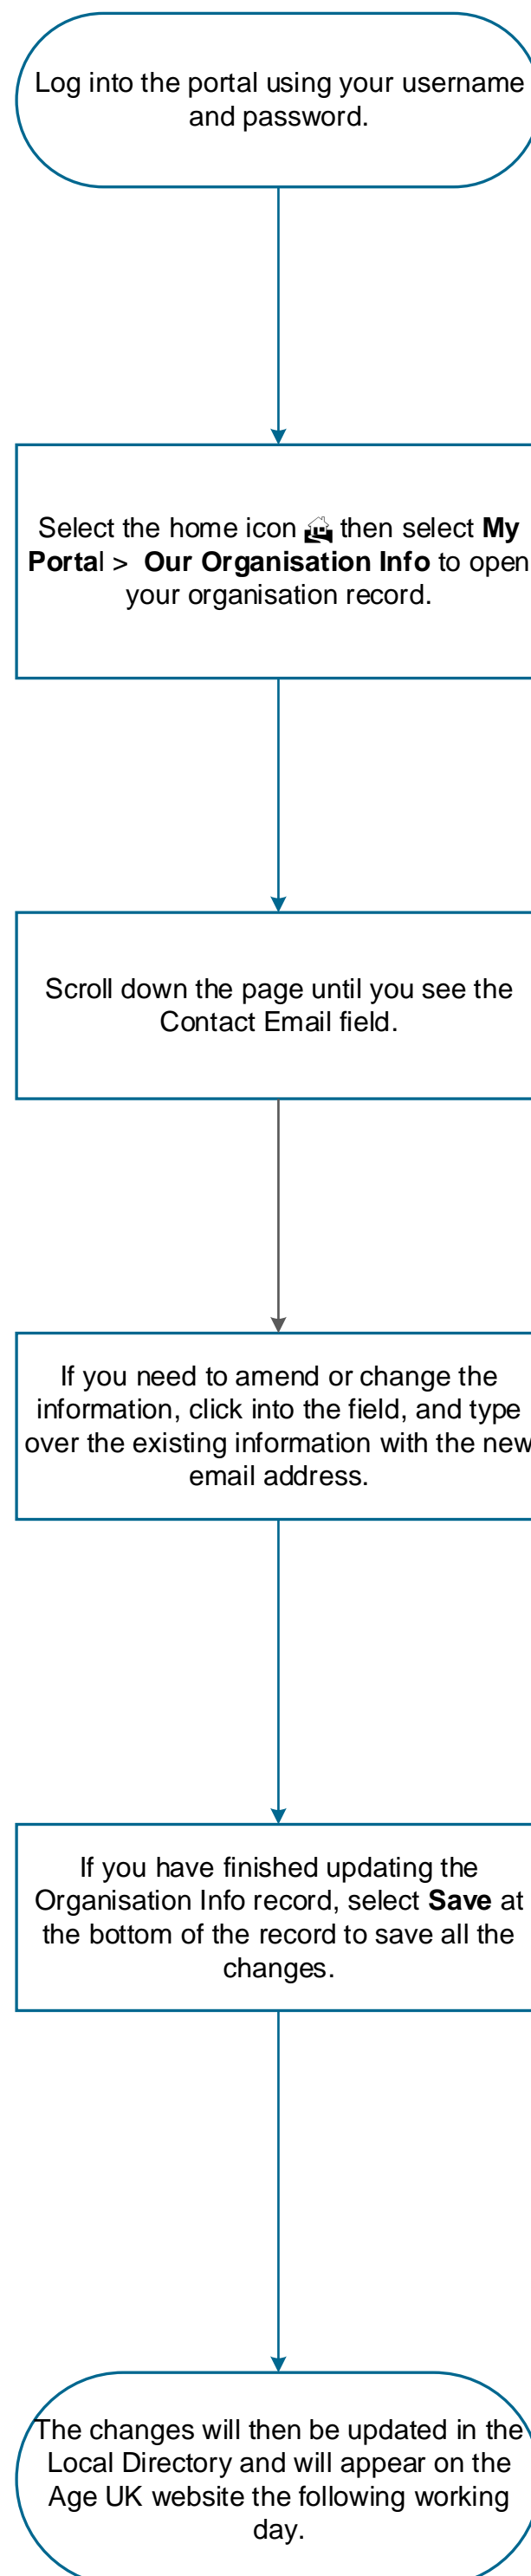 Log into the portal using your username
and password.
Select the home icon then select My
Portal > Our Organisation Info to open
your organisation record.
Scroll down the page until you see the
Contact Email field.
If you need to amend or change the
information, click into the field, and type
over the existing information with the new
email address.
If you have finished updating the
Organisation Info record, select Save at
the bottom of the record to save all the
changes.
The changes will then be updated in the
Local Directory and will appear on the
Age UK website the following working
day.